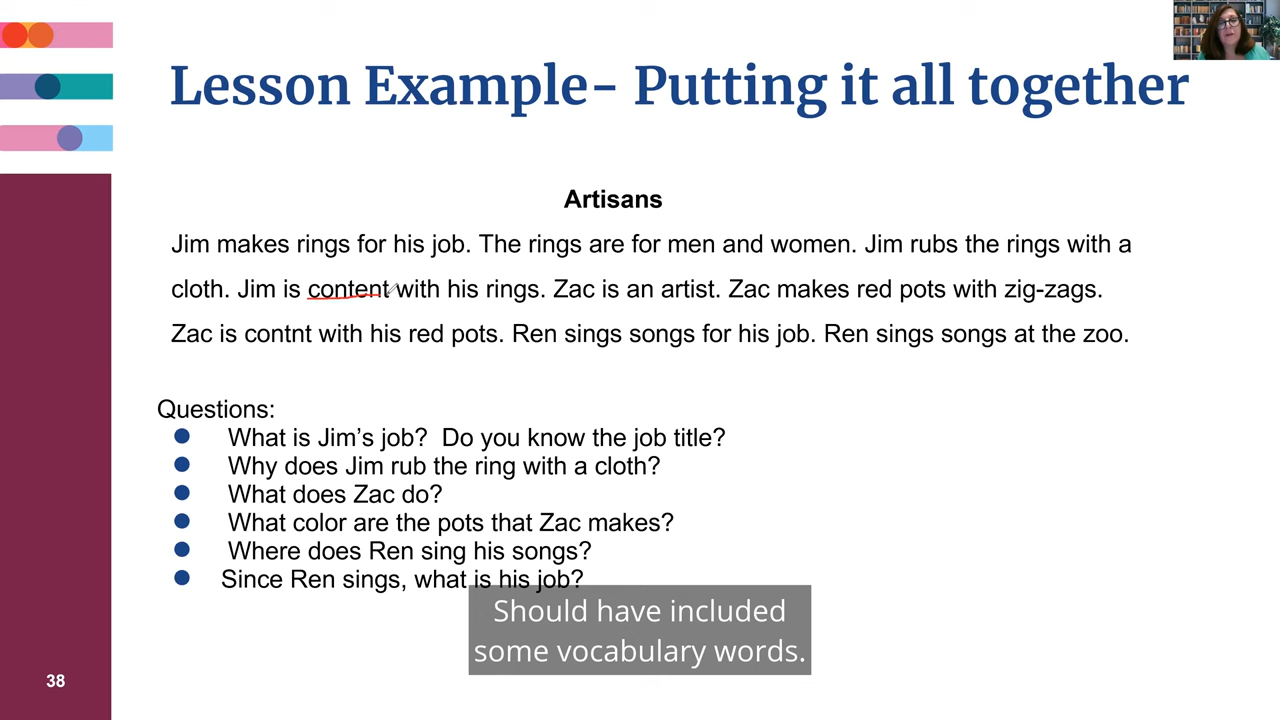 Lesson Example- Putting it all together
Artisans
Jim makes rings for his job. The rings are for men and women. Jim rubs the rings with a
cloth. Jim is content with his rings. Zac is an artist. Zac makes red pots with zig-zags.
Zac is contnt with his red pots. Ren sings songs for his job. Ren sings songs at the zoo.
Questions:
What is Jim's job? Do you know the job title?
Why does Jim rub the ring with a cloth?
What does Zac do?
What color are the pots that Zac makes?
Where does Ren sing his songs?
Since Ren sings, what is his job?
Should have included
some vocabulary words.
38